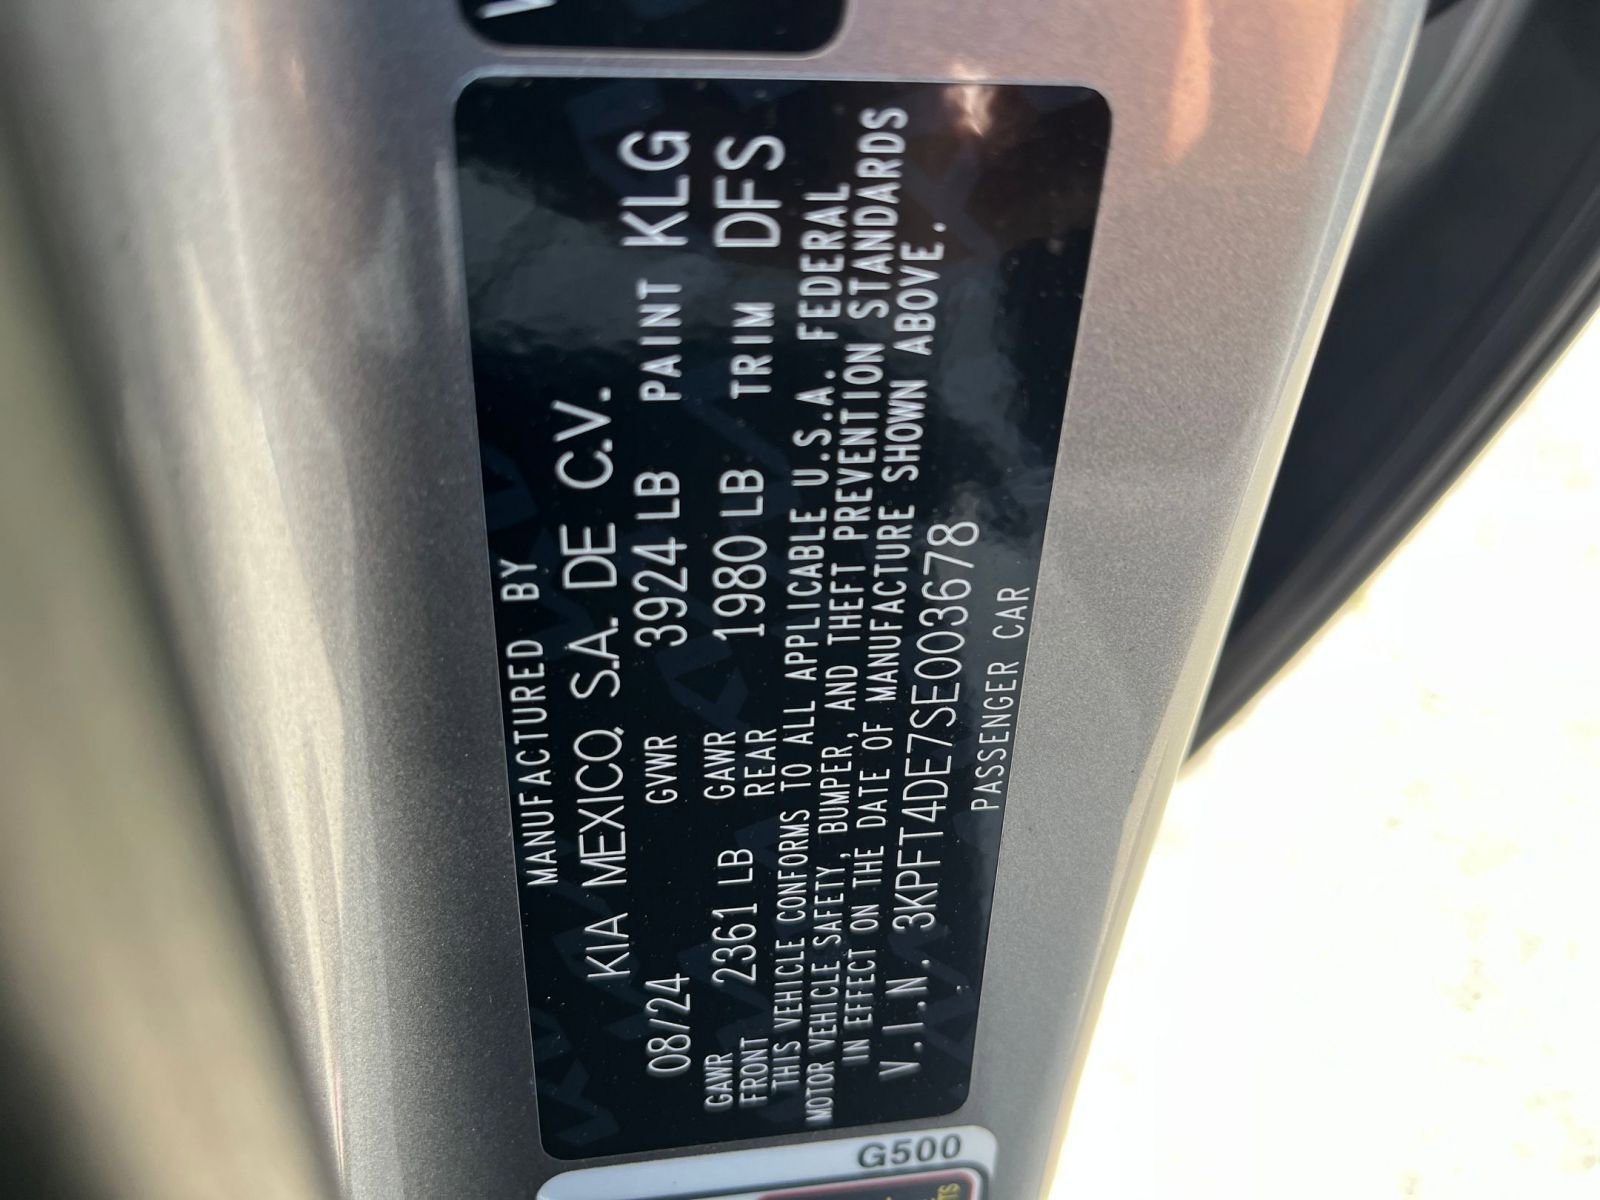 MANUFACTURED BY
KIA MEXICO, S.A. DE C.V.
08/24 GVWR 3924 LB PAINT KLG
GAWR FRONT 2361 LB GAWR REAR 1980 LB TRIM DFS
THIS VEHICLE CONFORMS TO ALL APPLICABLE U.S.A. FEDERAL
MOTOR VEHICLE SAFETY, BUMPER, AND THEFT PREVENTION STANDARDS
IN EFFECT ON THE DATE OF MANUFACTURE SHOWN ABOVE.
V.I.N. 3KPFT4DE7SE003678
PASSENGER CAR
G500